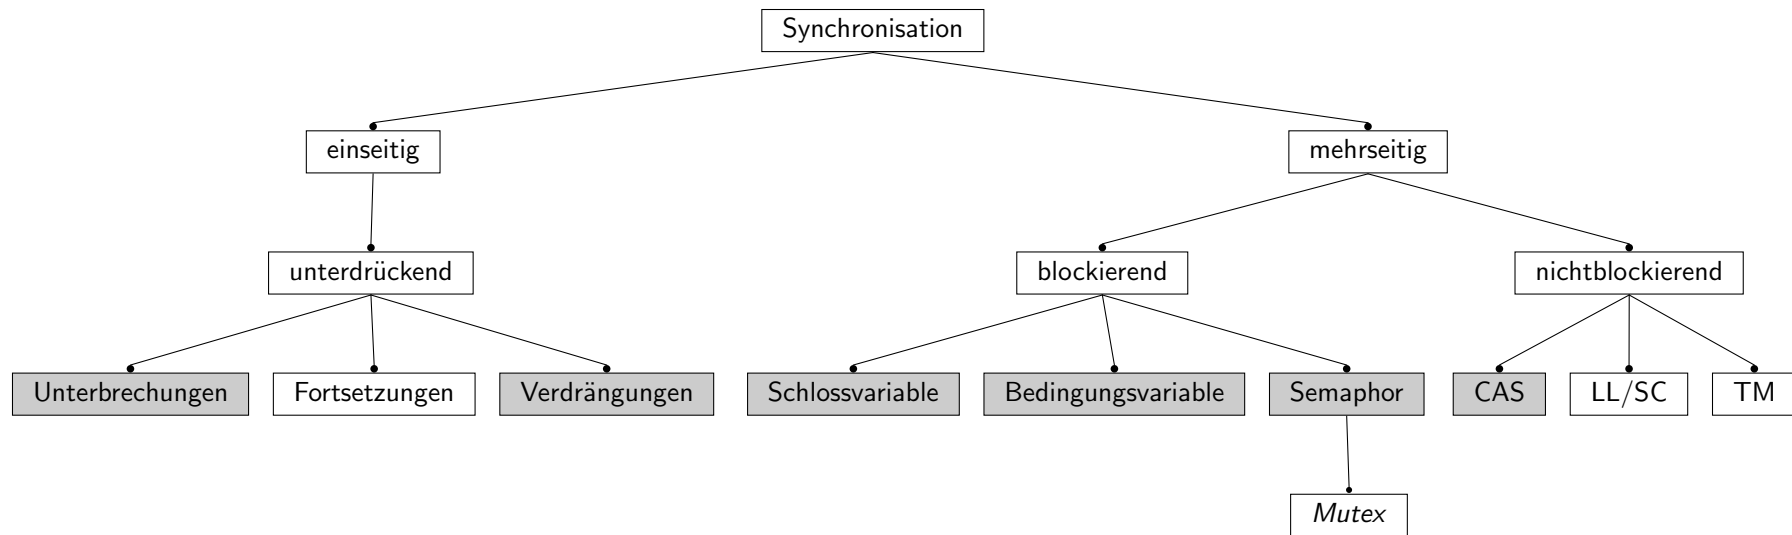 Synchronisation
einseitig
mehrseitig
unterdrückend
blockierend
nichtblockierend
Unterbrechungen
Fortsetzungen
Verdrängungen
Schlossvariable
Bedingungsvariable
Semaphor
CAS
LL/SC
TM
Mutex